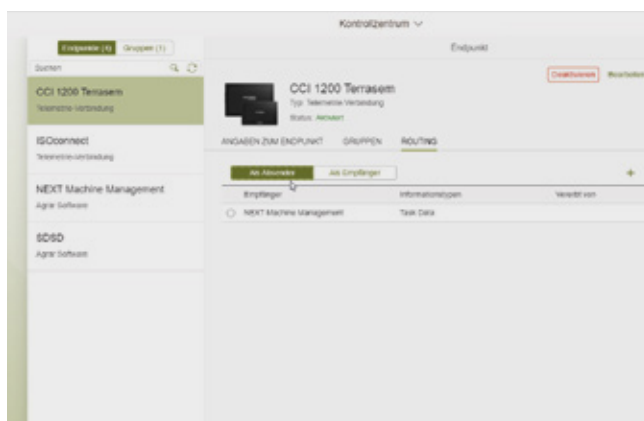 Kontrollzentrum
Endpunkte (4) Gruppen (1)
Endpunkt
Suchen
CCI 1200 Terrasem
Telemetrie-Verbindung
ISOconnect
Telemetrie-Verbindung
NEXT Machine Management
Agrar Software
SDSD
Agrar Software
Deaktivieren Bearbeiten
CCI 1200 Terrasem
Typ: Telemetrie-Verbindung
Status: Aktiviert
ANGABEN ZUM ENDPUNKT GRUPPEN ROUTING
Als Absender Als Empfänger
Empfänger Informationstypen Vererbt von
NEXT Machine Management Task Data